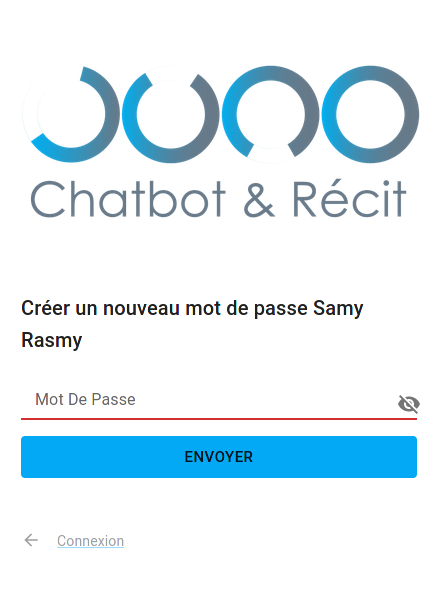 Chatbot & Récit
Créer un nouveau mot de passe Samy
Rasmy
Mot De Passe
ENVOYER
Connexion